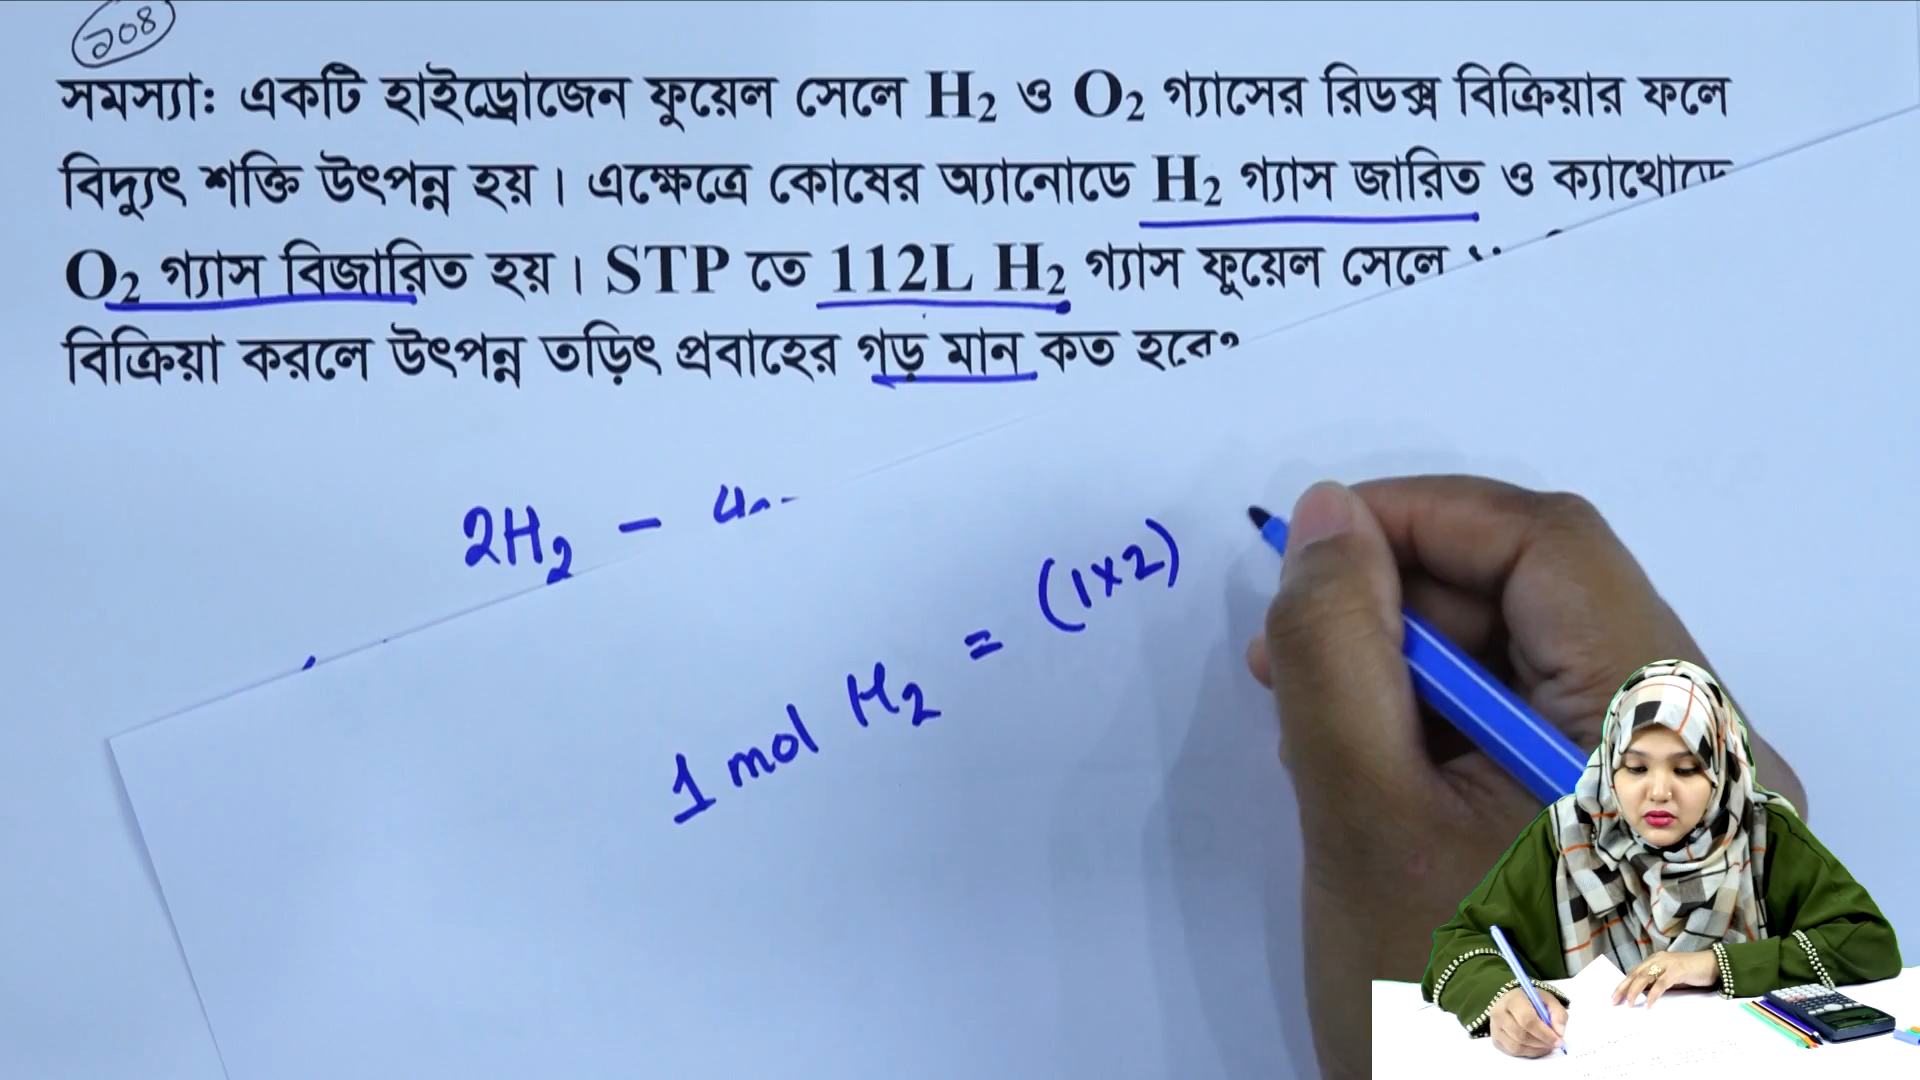 ১০৪
সমস্যাঃ একটি হাইড্রোজেন ফুয়েল সেলে H₂ ও O₂ গ্যাসের রিডক্স বিক্রিয়ার ফলে
বিদ্যুৎ শক্তি উৎপন্ন হয়। এক্ষেত্রে কোষের অ্যানোডে H₂ গ্যাস জারিত ও ক্যাথোডে
O₂ গ্যাস বিজারিত হয়। STP তে 112L H₂ গ্যাস ফুয়েল সেলে
বিক্রিয়া করলে উৎপন্ন তড়িৎ প্রবাহের গড় মান কত হবে?
2H₂ -
1 mol H₂ = (1×2)